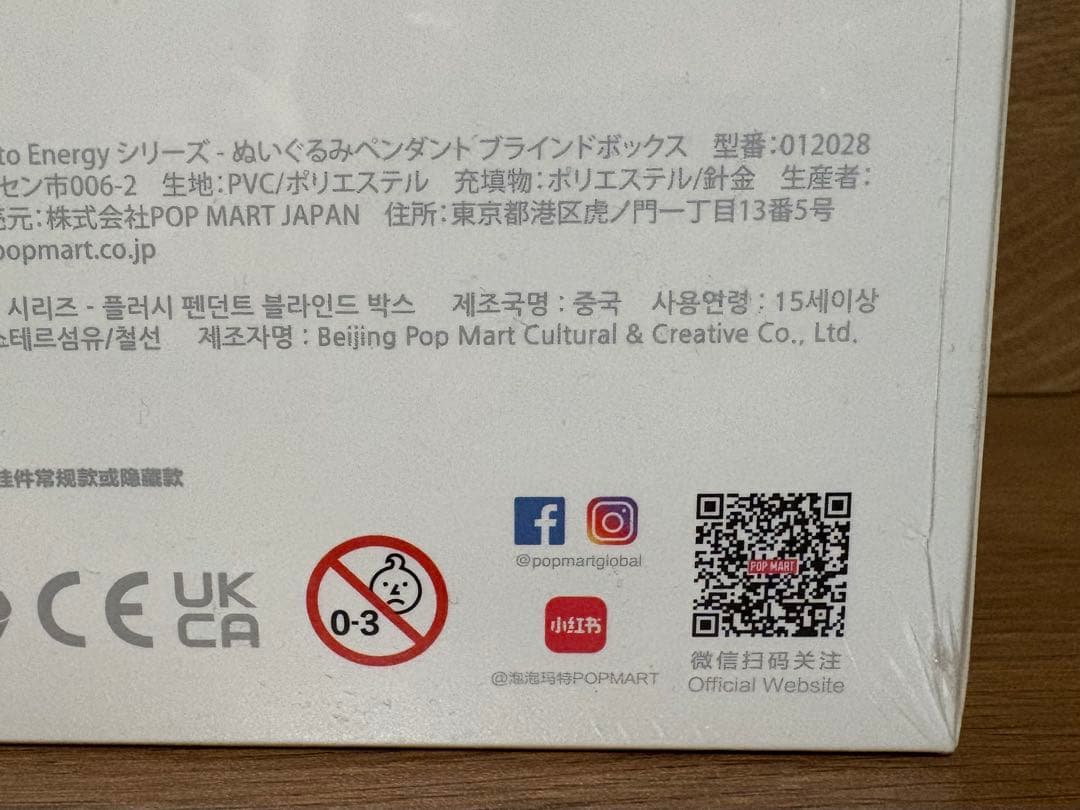 to Energy シリーズ - ぬいぐるみペンダント ブラインドボックス 型番:012028
セン市006-2 生地:PVC/ポリエステル 充填物:ポリエステル/針金 生産者:
売元:株式会社POP MART JAPAN 住所:東京都港区虎ノ門一丁目13番5号
popmart.co.jp
시리즈 - 플러시 펜던트 블라인드 박스 제조국명 : 중국 사용연령 : 15세이상
스테르섬유/철선 제조자명 : Beijing Pop Mart Cultural & Creative Co., Ltd.
挂件常规款或隐藏款
CE UK
CA
0-3
@popmartglobal
小红书
@泡泡玛特POPMART
POP MART
微信扫码关注
Official Website